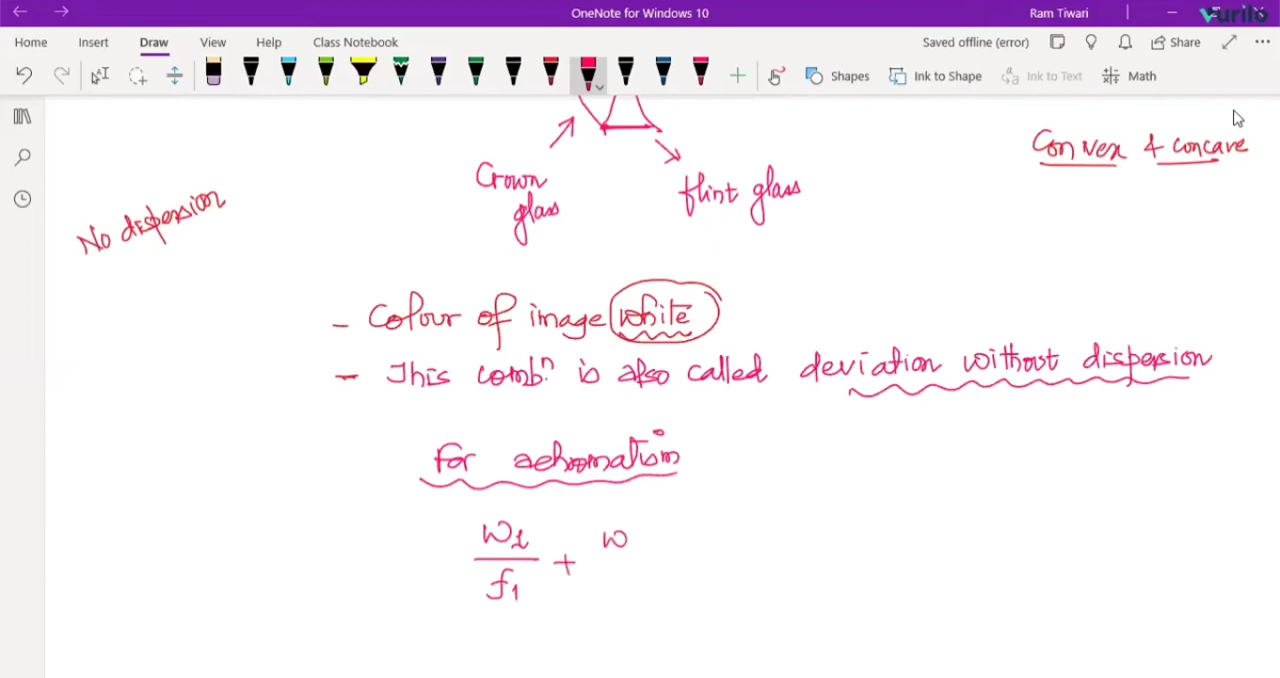 OneNote for Windows 10
Ram Tiwari
Yurilo
Home Insert Draw View Help Class Notebook
Saved offline (error) Share
Shapes Ink to Shape Ink to Text Math
Convex & concave
Crown glass
flint glass
No dispersion
- Colour of image white
- This combn is also called deviation without dispersion
For achromatism
ω1/f1 + ω